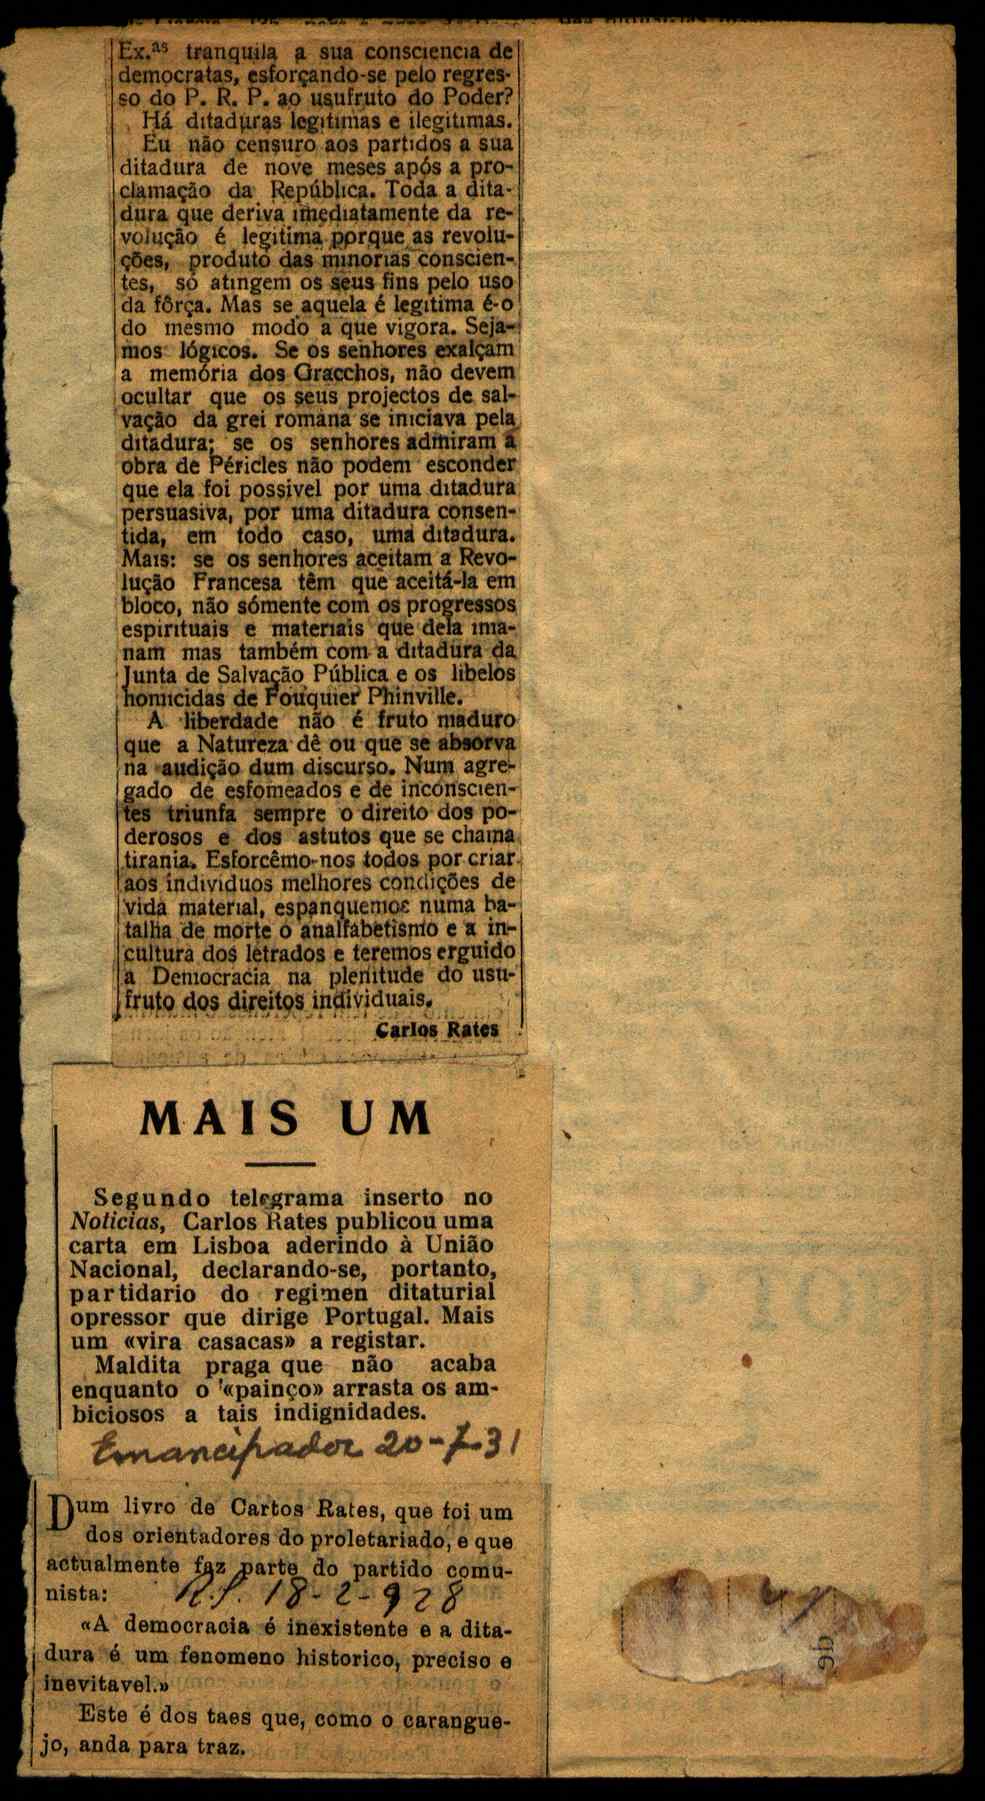 Ex.as tranquila a sua consciencia de
democratas, esforçando-se pelo regres-
so do P. R. P. ao usufruto do Poder?
Há ditaduras legitimas e ilegitimas.
Eu não censuro aos partidos a sua
ditadura de nove meses após a pro-
clamação da República. Toda a dita-
dura que deriva imediatamente da re-
volução é legitima porque as revolu-
ções, produto das minorias conscien-
tes, só atingem os seus fins pelo uso
da fôrça. Mas se aquela é legitima é-o
do mesmo modo a que vigora. Seja-
mos lógicos. Se os senhores exalçam
a memória dos Gracchos, não devem
ocultar que os seus projectos de sal-
vação da grei romana se iniciava pela
ditadura; se os senhores admiram a
obra de Péricles não podem esconder
que ela foi possivel por uma ditadura
persuasiva, por uma ditadura consen-
tida, em todo caso, uma ditadura.
Mais: se os senhores aceitam a Revo-
lução Francesa têm que aceitá-la em
bloco, não sómente com os progressos
espirituais e materiais que dela ima-
nam mas também com a ditadura da
Junta de Salvação Pública e os libelos
homicidas de Fouquier Phinville.
A liberdade não é fruto maduro
que a Natureza dê ou que se absorva
na audição dum discurso. Num agre-
gado de esfomeados e de inconscien-
tes triunfa sempre o direito dos po-
derosos e dos astutos que se chama
tirania. Esforcêmo-nos todos por criar
aos individuos melhores condições de
vida material, espanquemos numa ba-
talha de morte o analfabetismo e a in-
cultura dos letrados e teremos erguido
a Democracia na plenitude do usu-
fruto dos direitos individuais.
Carlos Rates
MAIS UM
Segundo telegrama inserto no
Noticias, Carlos Rates publicou uma
carta em Lisboa aderindo à União
Nacional, declarando-se, portanto,
partidario do regimen ditaturial
opressor que dirige Portugal. Mais
um «vira casacas» a registar.
Maldita praga que não acaba
enquanto o «painço» arrasta os am-
biciosos a tais indignidades.
Emancipador 20-7-31
Dum livro de Cartos Rates, que foi um
dos orientadores do proletariado, e que
actualmente faz parte do partido comu-
nista:
R.S. 18-2-928
«A democracia é inexistente e a dita-
dura é um fenomeno historico, preciso e
inevitavel.»
Este é dos taes que, como o carangue-
jo, anda para traz.